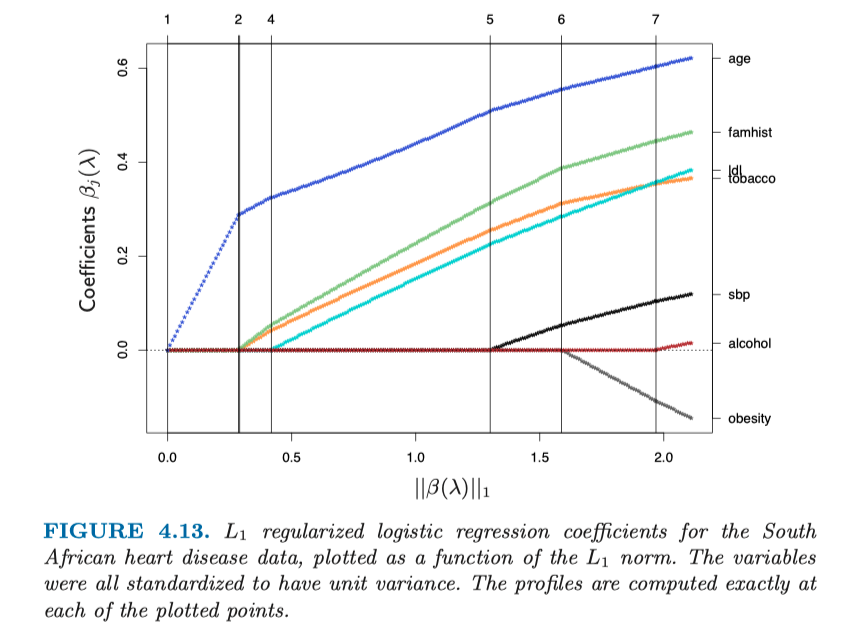 1 2 4 5 6 7
0.6
0.4
0.2
0.0
Coefficients βj(λ)
age
famhist
ldl
tobacco
sbp
alcohol
obesity
0.0 0.5 1.0 1.5 2.0
||β(λ)||1
FIGURE 4.13. L1 regularized logistic regression coefficients for the South
African heart disease data, plotted as a function of the L1 norm. The variables
were all standardized to have unit variance. The profiles are computed exactly at
each of the plotted points.